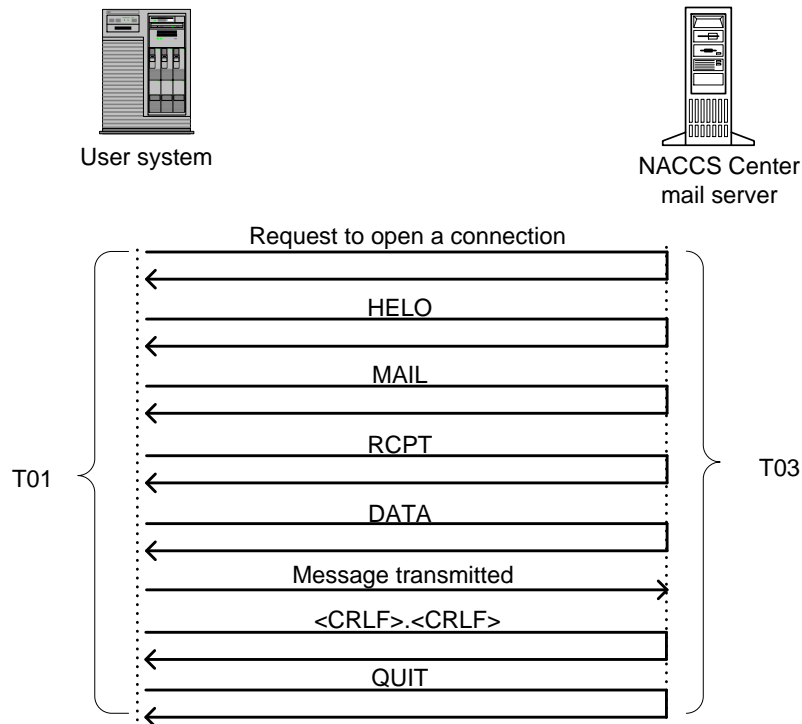 User system
NACCS Center
mail server
Request to open a connection
HELO
MAIL
RCPT
T01
T03
DATA
Message transmitted
<CRLF>.<CRLF>
QUIT